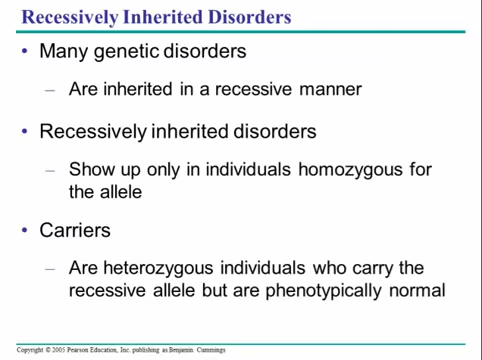 Recessively Inherited Disorders
• Many genetic disorders
– Are inherited in a recessive manner
• Recessively inherited disorders
– Show up only in individuals homozygous for
the allele
• Carriers
– Are heterozygous individuals who carry the
recessive allele but are phenotypically normal
Copyright © 2005 Pearson Education, Inc. publishing as Benjamin Cummings